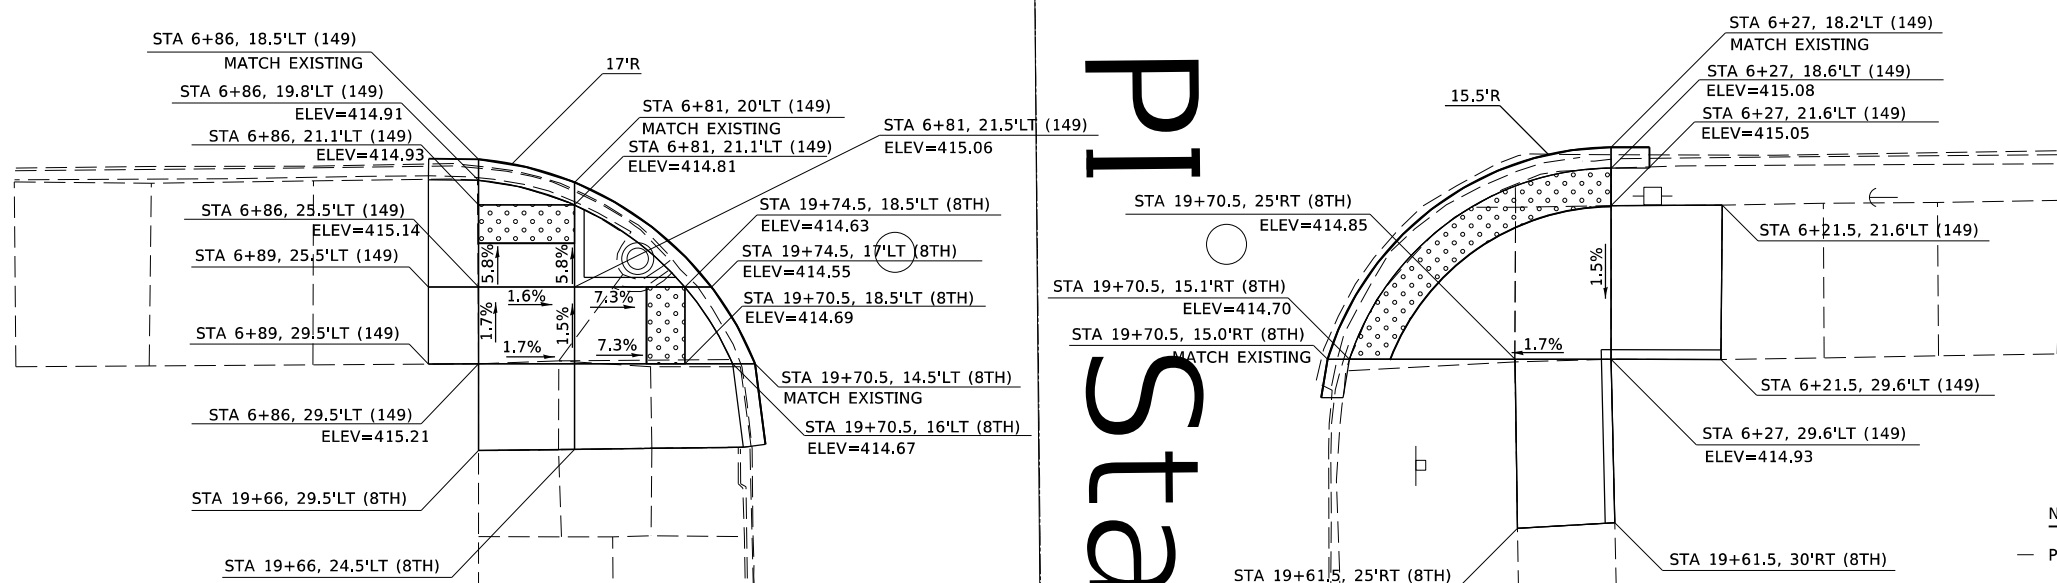 STA 6+86, 18.5'LT (149)
MATCH EXISTING
STA 6+86, 19.8'LT (149)
ELEV=414.91
STA 6+86, 21.1'LT (149)
ELEV=414.93
STA 6+86, 25.5'LT (149)
ELEV=415.14
STA 6+89, 25.5'LT (149)
STA 6+89, 29.5'LT (149)
STA 6+86, 29.5'LT (149)
ELEV=415.21
STA 19+66, 29.5'LT (8TH)
STA 19+66, 24.5'LT (8TH)
17'R
STA 6+81, 20'LT (149)
MATCH EXISTING
STA 6+81, 21.1'LT (149)
ELEV=414.81
STA 6+81, 21.5'LT (149)
ELEV=415.06
STA 19+74.5, 18.5'LT (8TH)
ELEV=414.63
STA 19+74.5, 17'LT (8TH)
ELEV=414.55
STA 19+70.5, 18.5'LT (8TH)
ELEV=414.69
STA 19+70.5, 14.5'LT (8TH)
MATCH EXISTING
STA 19+70.5, 16'LT (8TH)
ELEV=414.67
5.8%
5.8%
1.6%
7.3%
1.7%
1.5%
1.7%
7.3%
PI Sta
15.5'R
STA 6+27, 18.2'LT (149)
MATCH EXISTING
STA 6+27, 18.6'LT (149)
ELEV=415.08
STA 6+27, 21.6'LT (149)
ELEV=415.05
STA 19+70.5, 25'RT (8TH)
ELEV=414.85
STA 6+21.5, 21.6'LT (149)
STA 19+70.5, 15.1'RT (8TH)
ELEV=414.70
STA 19+70.5, 15.0'RT (8TH)
MATCH EXISTING
1.5%
1.7%
STA 6+21.5, 29.6'LT (149)
STA 6+27, 29.6'LT (149)
ELEV=414.93
STA 19+61.5, 30'RT (8TH)
STA 19+61.5, 25'RT (8TH)
N
P